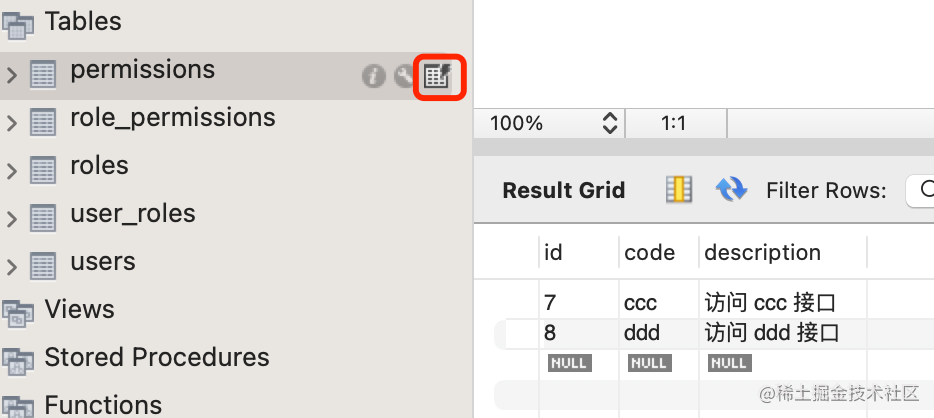 Tables
permissions
role_permissions
roles
user_roles
users
Views
Stored Procedures
Functions
100%
1:1
Result Grid
Filter Rows:
id code description
7 ccc 访问 ccc 接口
8 ddd 访问 ddd 接口
NULL NULL NULL
@稀土掘金技术社区